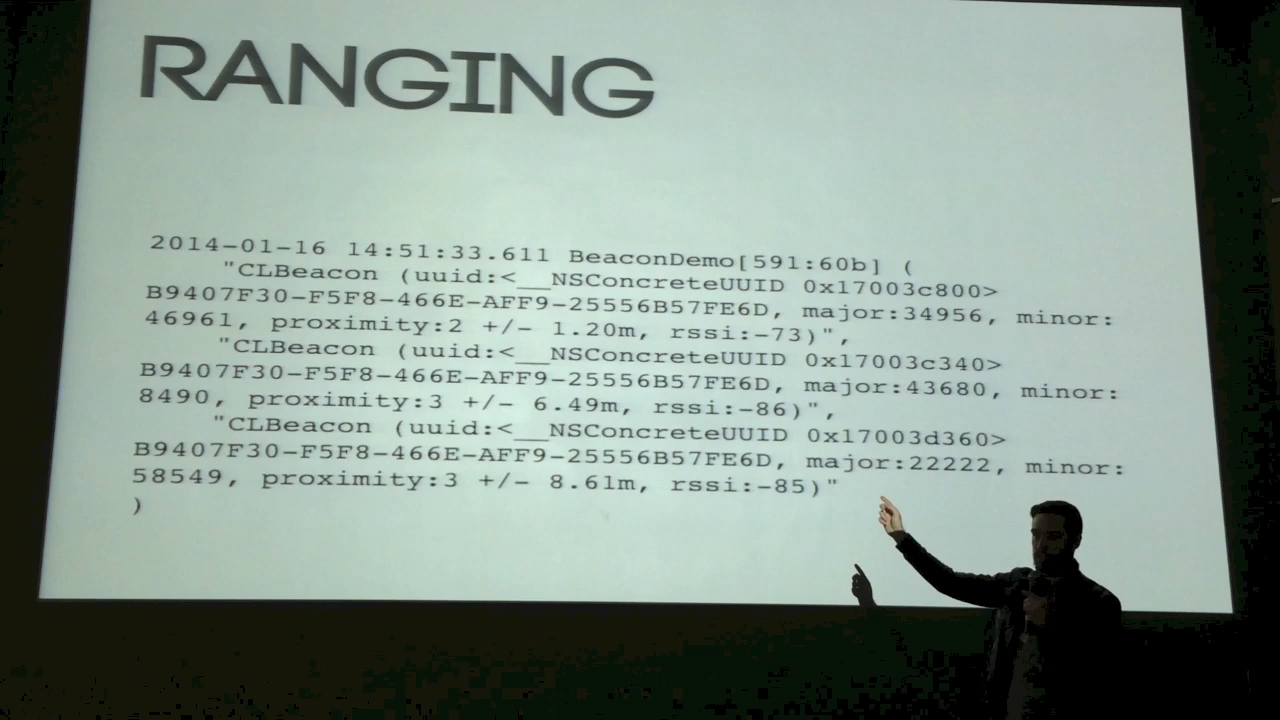 RANGING
2014-01-16 14:51:33.611 BeaconDemo[591:60b] (
"CLBeacon (uuid:<__NSConcreteUUID 0x17003c800>
B9407F30-F5F8-466E-AFF9-25556B57FE6D, major:34956, minor:
46961, proximity:2 +/- 1.20m, rssi:-73)",
"CLBeacon (uuid:<__NSConcreteUUID 0x17003c340>
B9407F30-F5F8-466E-AFF9-25556B57FE6D, major:43680, minor:
8490, proximity:3 +/- 6.49m, rssi:-86)",
"CLBeacon (uuid:<__NSConcreteUUID 0x17003d360>
B9407F30-F5F8-466E-AFF9-25556B57FE6D, major:22222, minor:
58549, proximity:3 +/- 8.61m, rssi:-85)"
)